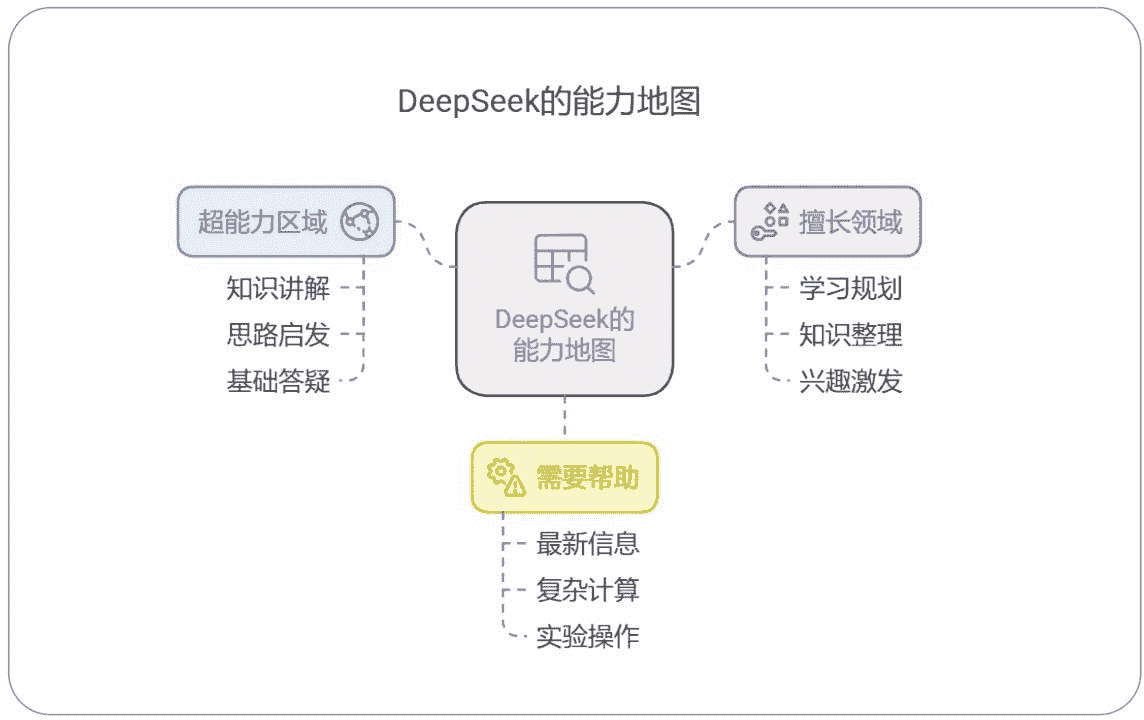 DeepSeek的能力地图
超能力区域
知识讲解
思路启发
基础答疑
DeepSeek的
能力地图
擅长领域
学习规划
知识整理
兴趣激发
需要帮助
最新信息
复杂计算
实验操作